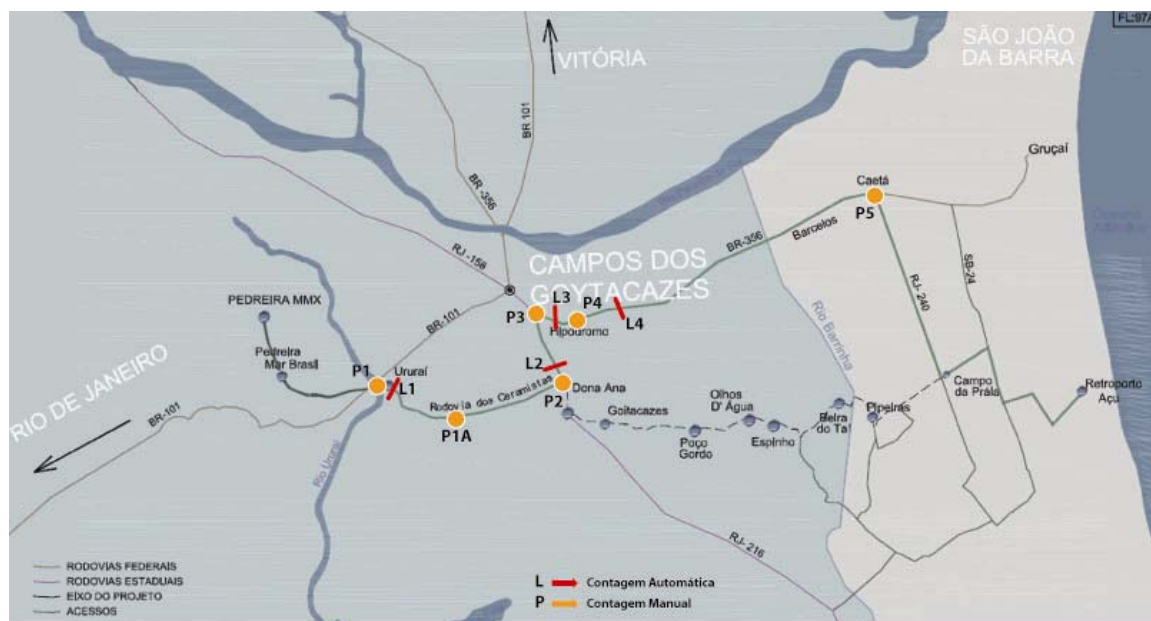 FL:97A
SÃO JOÃO
DA BARRA
VITÓRIA
BR 101
Gruçaí
BR -356
Caetá
P5
Barcelos
BR-356
RJ -158
CAMPOS DOS
GOYTACAZES
SB-24
RJ- 240
PEDREIRA MMX
L3
P4
P3
Hipódromo
L4
BR-101
Rio Barrinha
Pedreira
Mar Brasil
P1
Ururaí
L1
L2
Rodovia dos Ceramistas
Dona Ana
P2
Campo
da Práia
Retroporto
Açu
RIO DE JANEIRO
BR-101
P1A
Goitacazes
Olhos
D' Água
Beira
do Taí
Pipeiras
Poço
Gordo
Espinho
Rio Ururaí
RJ- 216
RODOVIAS FEDERAIS
RODOVIAS ESTADUAIS
EIXO DO PROJETO
ACESSOS
L Contagem Automática
P Contagem Manual